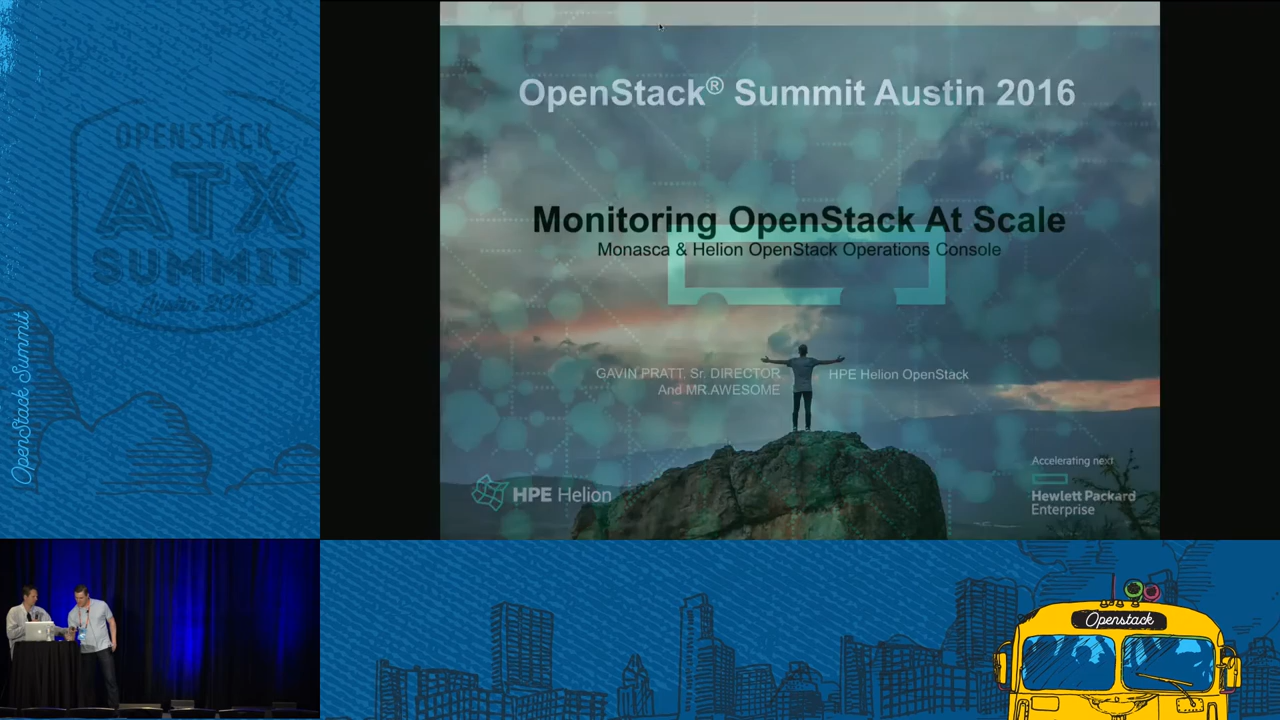 OPENSTACK
ATX
SUMMIT
Austin 2016
OpenStack Summit
OpenStack® Summit Austin 2016
Monitoring OpenStack At Scale
Monasca & Helion OpenStack Operations Console
GAVIN PRATT, Sr. DIRECTOR
And MR.AWESOME
HPE Helion OpenStack
HPE Helion
Accelerating next
Hewlett Packard
Enterprise
Openstack